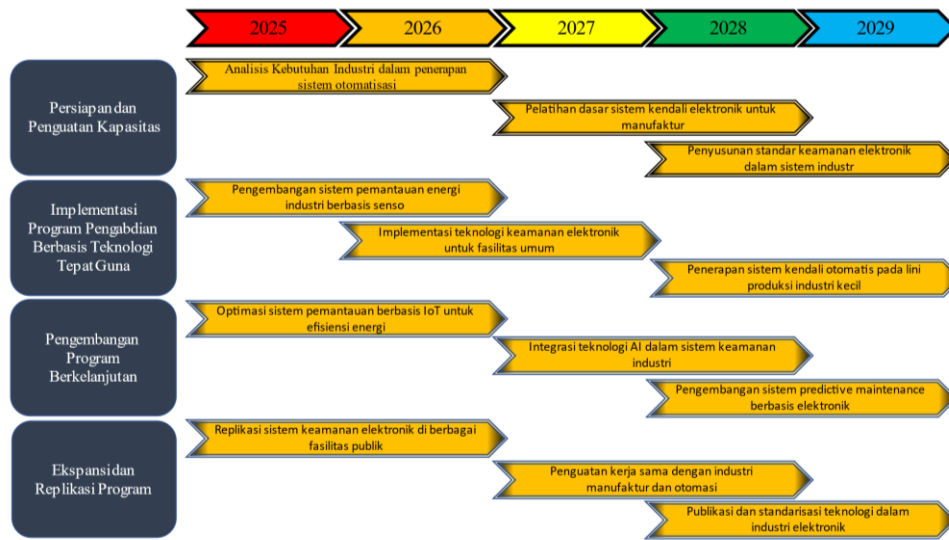 2025
2026
2027
2028
2029
Persiapan dan
Penguatan Kapasitas
Analisis Kebutuhan Industri dalam penerapan
sistem otomatisasi
Pelatihan dasar sistem kendali elektronik untuk
manufaktur
Penyusunan standar keamanan elektronik
dalam sistem industr
Implementasi
Program Pengabdian
Berbasis Teknologi
Tepat Guna
Pengembangan sistem pemantauan energi
industri berbasis senso
Implementasi teknologi keamanan elektronik
untuk fasilitas umum
Penerapan sistem kendali otomatis pada lini
produksi industri kecil
Pengembangan
Program
Berkelanjutan
Optimasi sistem pemantauan berbasis IoT untuk
efisiensi energi
Integrasi teknologi AI dalam sistem keamanan
industri
Pengembangan sistem predictive maintenance
berbasis elektronik
Ekspansi dan
Replikasi Program
Replikasi sistem keamanan elektronik di berbagai
fasilitas publik
Penguatan kerja sama dengan industri
manufaktur dan otomasi
Publikasi dan standarisasi teknologi dalam
industri elektronik